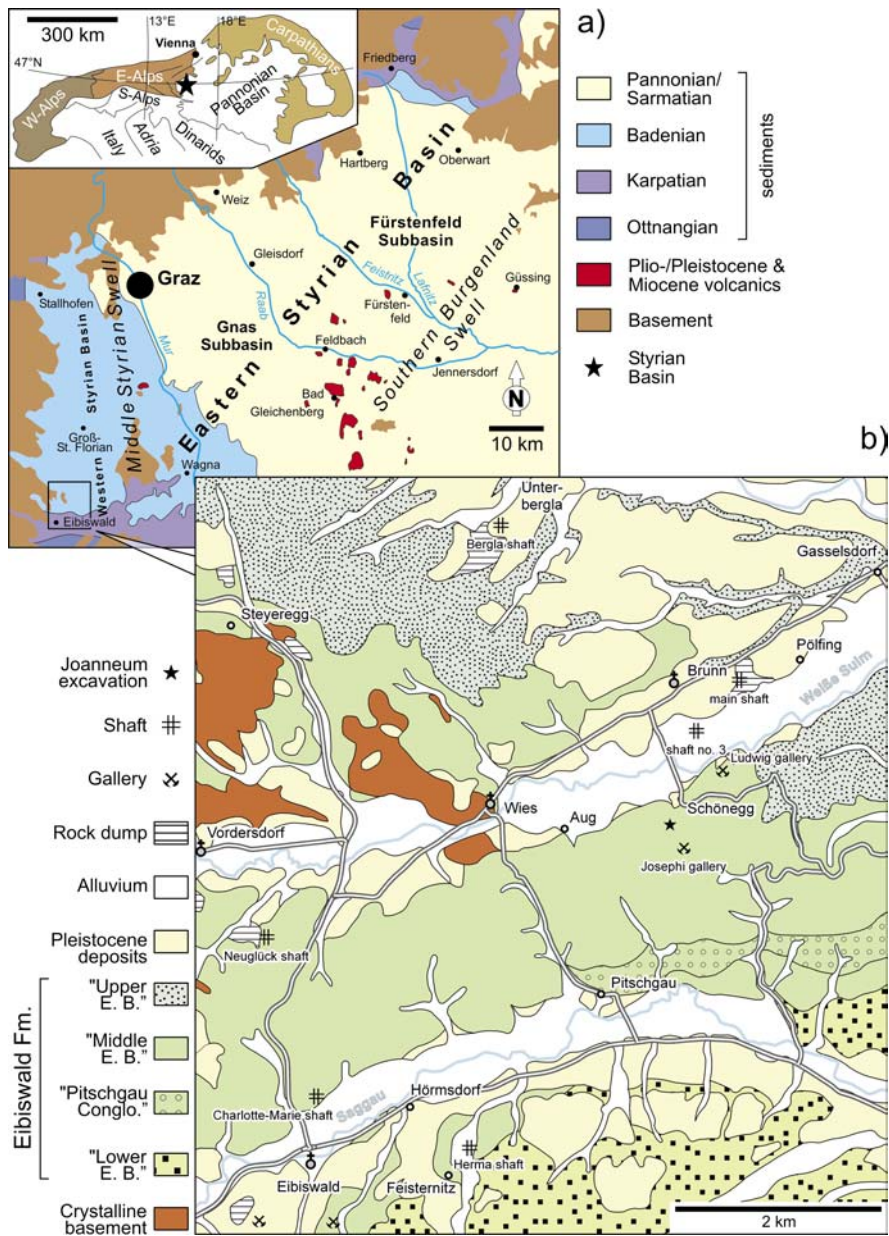 a)
300 km
13°E
18°E
47°N
Vienna
Carpathians
E-Alps
W-Alps
S-Alps
Pannonian
Basin
Italy
Adria
Dinarids
Friedberg
Hartberg
Oberwart
Weiz
Eastern Styrian Basin
Fürstenfeld
Subbasin
Gleisdorf
Graz
Stallhofen
Feistritz
Lafnitz
Güssing
Fürsten-
feld
Raab
Mur
Gnas
Subbasin
Feldbach
Southern Burgenland
Swell
Jennersdorf
Bad
Gleichenberg
N
10 km
Western Styrian Basin
Middle Styrian Swell
Groß-
St. Florian
Wagna
Eibiswald
Pannonian/
Sarmatian
Badenian
Karpatian
Ottnangian
sediments
Plio-/Pleistocene &
Miocene volcanics
Basement
Styrian
Basin
b)
Unter-
bergla
Bergla shaft
Gasselsdorf
Steyeregg
Pölfing
Brunn
main shaft
Weiße Sulm
shaft no. 3
Ludwig gallery
Wies
Aug
Schönegg
Vordersdorf
Josephi gallery
Neuglück shaft
Pitschgau
Hörmsdorf
Charlotte-Marie shaft
Saggau
Herma shaft
Eibiswald
Feisternitz
2 km
Joanneum
excavation
Shaft
Gallery
Rock dump
Alluvium
Pleistocene
deposits
Eibiswald Fm.
"Upper
E. B."
"Middle
E. B."
"Pitschgau
Conglo."
"Lower
E. B."
Crystalline
basement